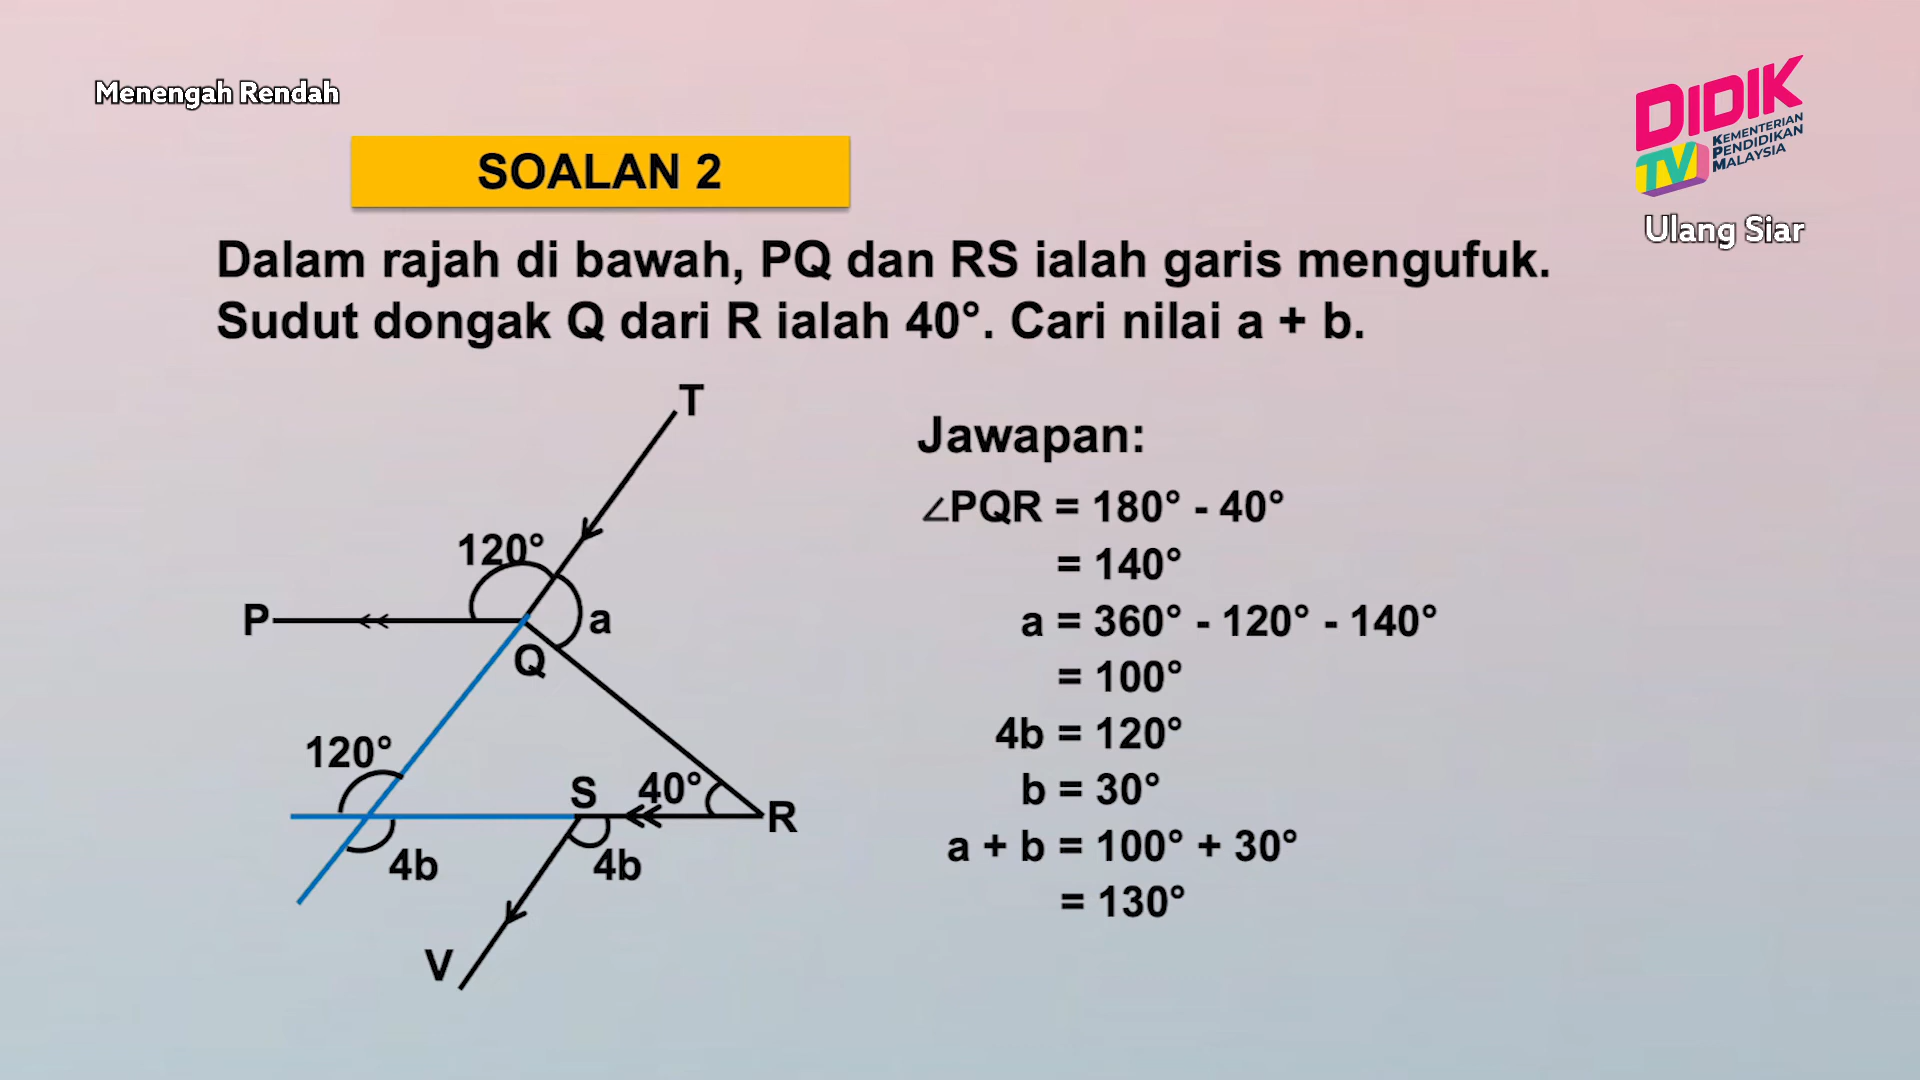 Menengah Rendah
DIDIK
TV
KEMENTERIAN
PENDIDIKAN
MALAYSIA
Ulang Siar
SOALAN 2
Dalam rajah di bawah, PQ dan RS ialah garis mengufuk.
Sudut dongak Q dari R ialah 40°. Cari nilai a + b.
T
120°
P
a
Q
120°
S
40°
R
4b
4b
V
Jawapan:
∠PQR = 180° - 40°
= 140°
a = 360° - 120° - 140°
= 100°
4b = 120°
b = 30°
a + b = 100° + 30°
= 130°